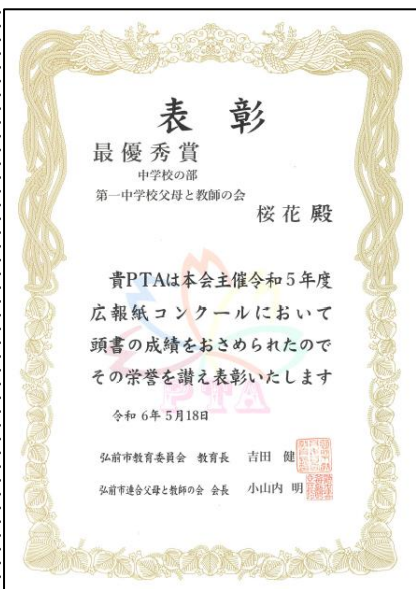 表彰
最優秀賞
中学校の部
第一中学校父母と教師の会
桜花 殿
貴PTAは本会主催令和5年度
広報紙コンクールにおいて
頭書の成績をおさめられたので
その栄誉を讃え表彰いたします
PTA
令和 6年 5月18日
弘前市教育委員会 教育長 吉田 健
弘前市連合父母と教師の会 会長 小山内 明